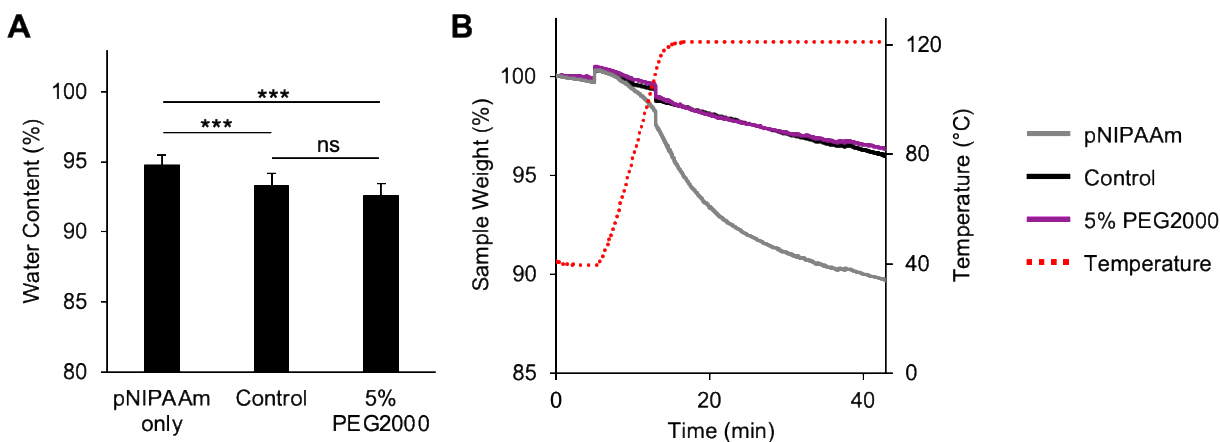 A
Water Content (%)
100
95
90
85
80
***
***
ns
pNIPAAm
only
Control
5%
PEG2000
B
Sample Weight (%)
100
95
90
85
0
20
40
Time (min)
120
80
40
0
Temperature (°C)
pNIPAAm
Control
5% PEG2000
Temperature